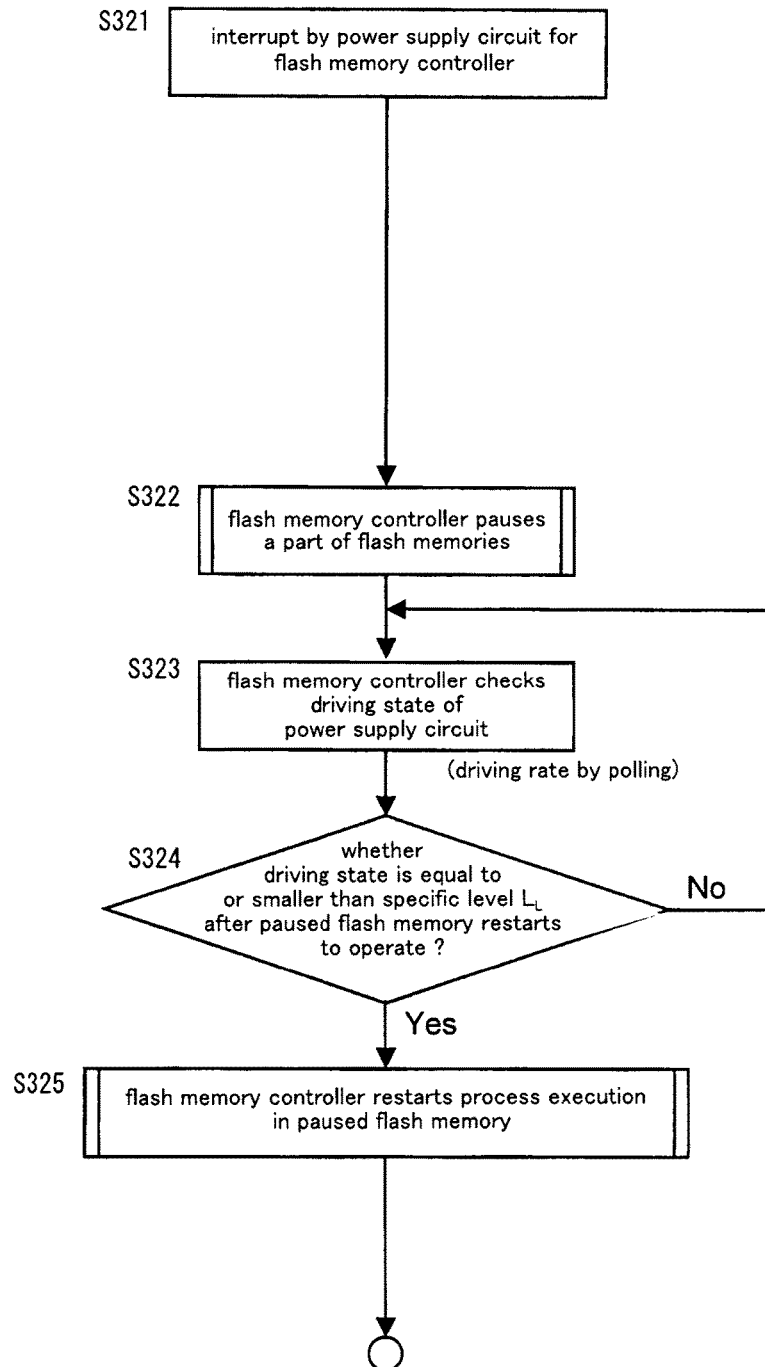 S321
interrupt by power supply circuit for
flash memory controller
S322
flash memory controller pauses
a part of flash memories
S323
flash memory controller checks
driving state of
power supply circuit
(driving rate by polling)
S324
whether
driving state is equal to
or smaller than specific level L_L
after paused flash memory restarts
to operate ?
No
Yes
S325
flash memory controller restarts process execution
in paused flash memory